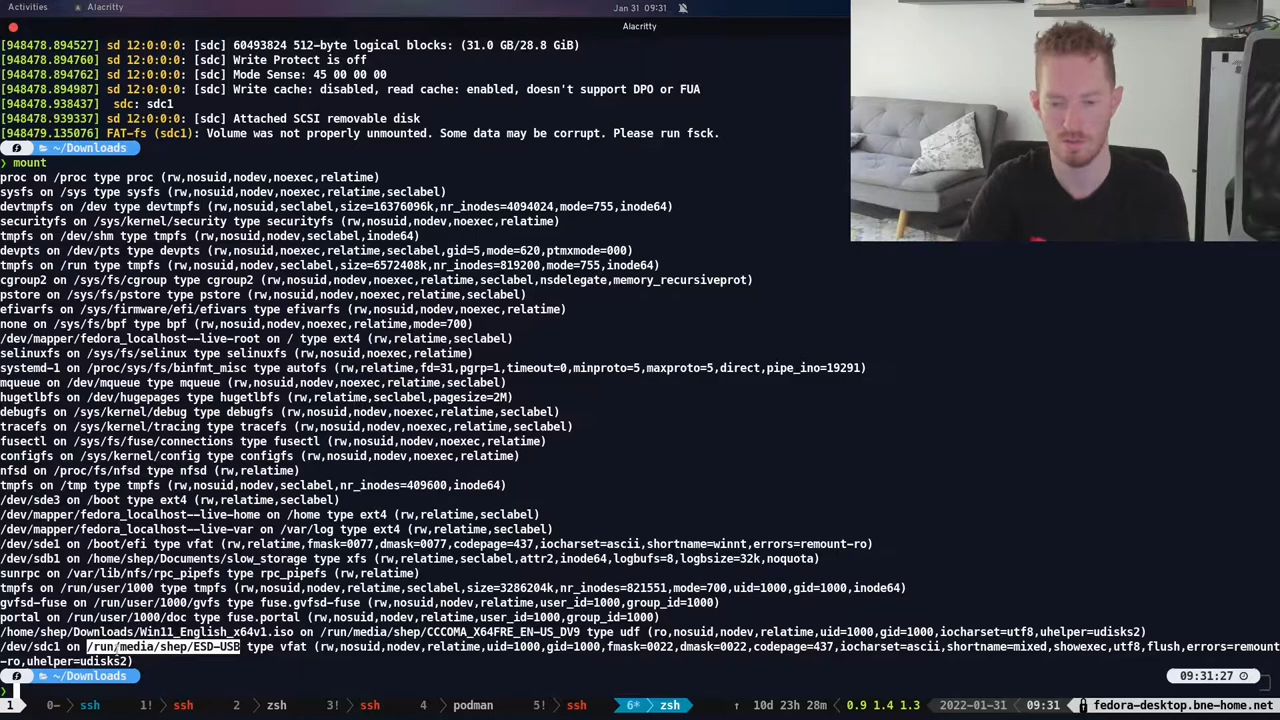 Activities
Alacritty
Jan 31 09:31
Alacritty
[948478.894527] sd 12:0:0:0: [sdc] 60493824 512-byte logical blocks: (31.0 GB/28.8 GiB)
[948478.894760] sd 12:0:0:0: [sdc] Write Protect is off
[948478.894762] sd 12:0:0:0: [sdc] Mode Sense: 45 00 00 00
[948478.894987] sd 12:0:0:0: [sdc] Write cache: disabled, read cache: enabled, doesn't support DPO or FUA
[948478.938437]  sdc: sdc1
[948478.939337] sd 12:0:0:0: [sdc] Attached SCSI removable disk
[948479.135076] FAT-fs (sdc1): Volume was not properly unmounted. Some data may be corrupt. Please run fsck.
~/Downloads
❯ mount
proc on /proc type proc (rw,nosuid,nodev,noexec,relatime)
sysfs on /sys type sysfs (rw,nosuid,nodev,noexec,relatime,seclabel)
devtmpfs on /dev type devtmpfs (rw,nosuid,noexec,seclabel,size=16376096k,nr_inodes=4094024,mode=755,inode64)
securityfs on /sys/kernel/security type securityfs (rw,nosuid,nodev,noexec,relatime)
tmpfs on /dev/shm type tmpfs (rw,nosuid,nodev,seclabel,inode64)
devpts on /dev/pts type devpts (rw,nosuid,noexec,relatime,seclabel,gid=5,mode=620,ptmxmode=000)
tmpfs on /run type tmpfs (rw,nosuid,nodev,seclabel,size=6572408k,nr_inodes=819200,mode=755,inode64)
cgroup2 on /sys/fs/cgroup type cgroup2 (rw,nosuid,nodev,noexec,relatime,seclabel,nsdelegate,memory_recursiveprot)
pstore on /sys/fs/pstore type pstore (rw,nosuid,nodev,noexec,relatime,seclabel)
efivarfs on /sys/firmware/efi/efivars type efivarfs (rw,nosuid,nodev,noexec,relatime)
none on /sys/fs/bpf type bpf (rw,nosuid,nodev,noexec,relatime,mode=700)
/dev/mapper/fedora_localhost--live-root on / type ext4 (rw,relatime,seclabel)
selinuxfs on /sys/fs/selinux type selinuxfs (rw,nosuid,noexec,relatime)
systemd-1 on /proc/sys/fs/binfmt_misc type autofs (rw,relatime,fd=31,pgrp=1,timeout=0,minproto=5,maxproto=5,direct,pipe_ino=19291)
mqueue on /dev/mqueue type mqueue (rw,nosuid,nodev,noexec,relatime,seclabel)
hugetlbfs on /dev/hugepages type hugetlbfs (rw,relatime,seclabel,pagesize=2M)
debugfs on /sys/kernel/debug type debugfs (rw,nosuid,nodev,noexec,relatime,seclabel)
tracefs on /sys/kernel/tracing type tracefs (rw,nosuid,nodev,noexec,relatime,seclabel)
fusectl on /sys/fs/fuse/connections type fusectl (rw,nosuid,nodev,noexec,relatime)
configfs on /sys/kernel/config type configfs (rw,nosuid,nodev,noexec,relatime)
nfsd on /proc/fs/nfsd type nfsd (rw,relatime)
tmpfs on /tmp type tmpfs (rw,nosuid,nodev,seclabel,nr_inodes=409600,inode64)
/dev/sde3 on /boot type ext4 (rw,relatime,seclabel)
/dev/mapper/fedora_localhost--live-home on /home type ext4 (rw,relatime,seclabel)
/dev/mapper/fedora_localhost--live-var on /var/log type ext4 (rw,relatime,seclabel)
/dev/sde1 on /boot/efi type vfat (rw,relatime,fmask=0077,dmask=0077,codepage=437,iocharset=ascii,shortname=winnt,errors=remount-ro)
/dev/sdb1 on /home/shep/Documents/slow_storage type xfs (rw,relatime,seclabel,attr2,inode64,logbufs=8,logbsize=32k,noquota)
sunrpc on /var/lib/nfs/rpc_pipefs type rpc_pipefs (rw,relatime)
tmpfs on /run/user/1000 type tmpfs (rw,nosuid,nodev,relatime,seclabel,size=3286204k,nr_inodes=821551,mode=700,uid=1000,gid=1000,inode64)
gvfsd-fuse on /run/user/1000/gvfs type fuse.gvfsd-fuse (rw,nosuid,nodev,relatime,user_id=1000,group_id=1000)
portal on /run/user/1000/doc type fuse.portal (rw,nosuid,nodev,relatime,user_id=1000,group_id=1000)
/home/shep/Downloads/Win11_English_x64v1.iso on /run/media/shep/CCCOMA_X64FRE_EN-US_DV9 type udf (ro,nosuid,nodev,relatime,uid=1000,gid=1000,iocharset=utf8,uhelper=udisks2)
/dev/sdc1 on /run/media/shep/ESD-USB type vfat (rw,nosuid,nodev,relatime,uid=1000,gid=1000,fmask=0022,dmask=0022,codepage=437,iocharset=ascii,shortname=mixed,showexec,utf8,flush,errors=remount
-ro,uhelper=udisks2)
~/Downloads
09:31:27
❯
1 0- ssh 1! ssh 2 zsh 3! ssh 4 podman 5! ssh 6* zsh ↑ 10d 23h 28m 0.9 1.4 1.3 2022-01-31 09:31 fedora-desktop.bne-home.net